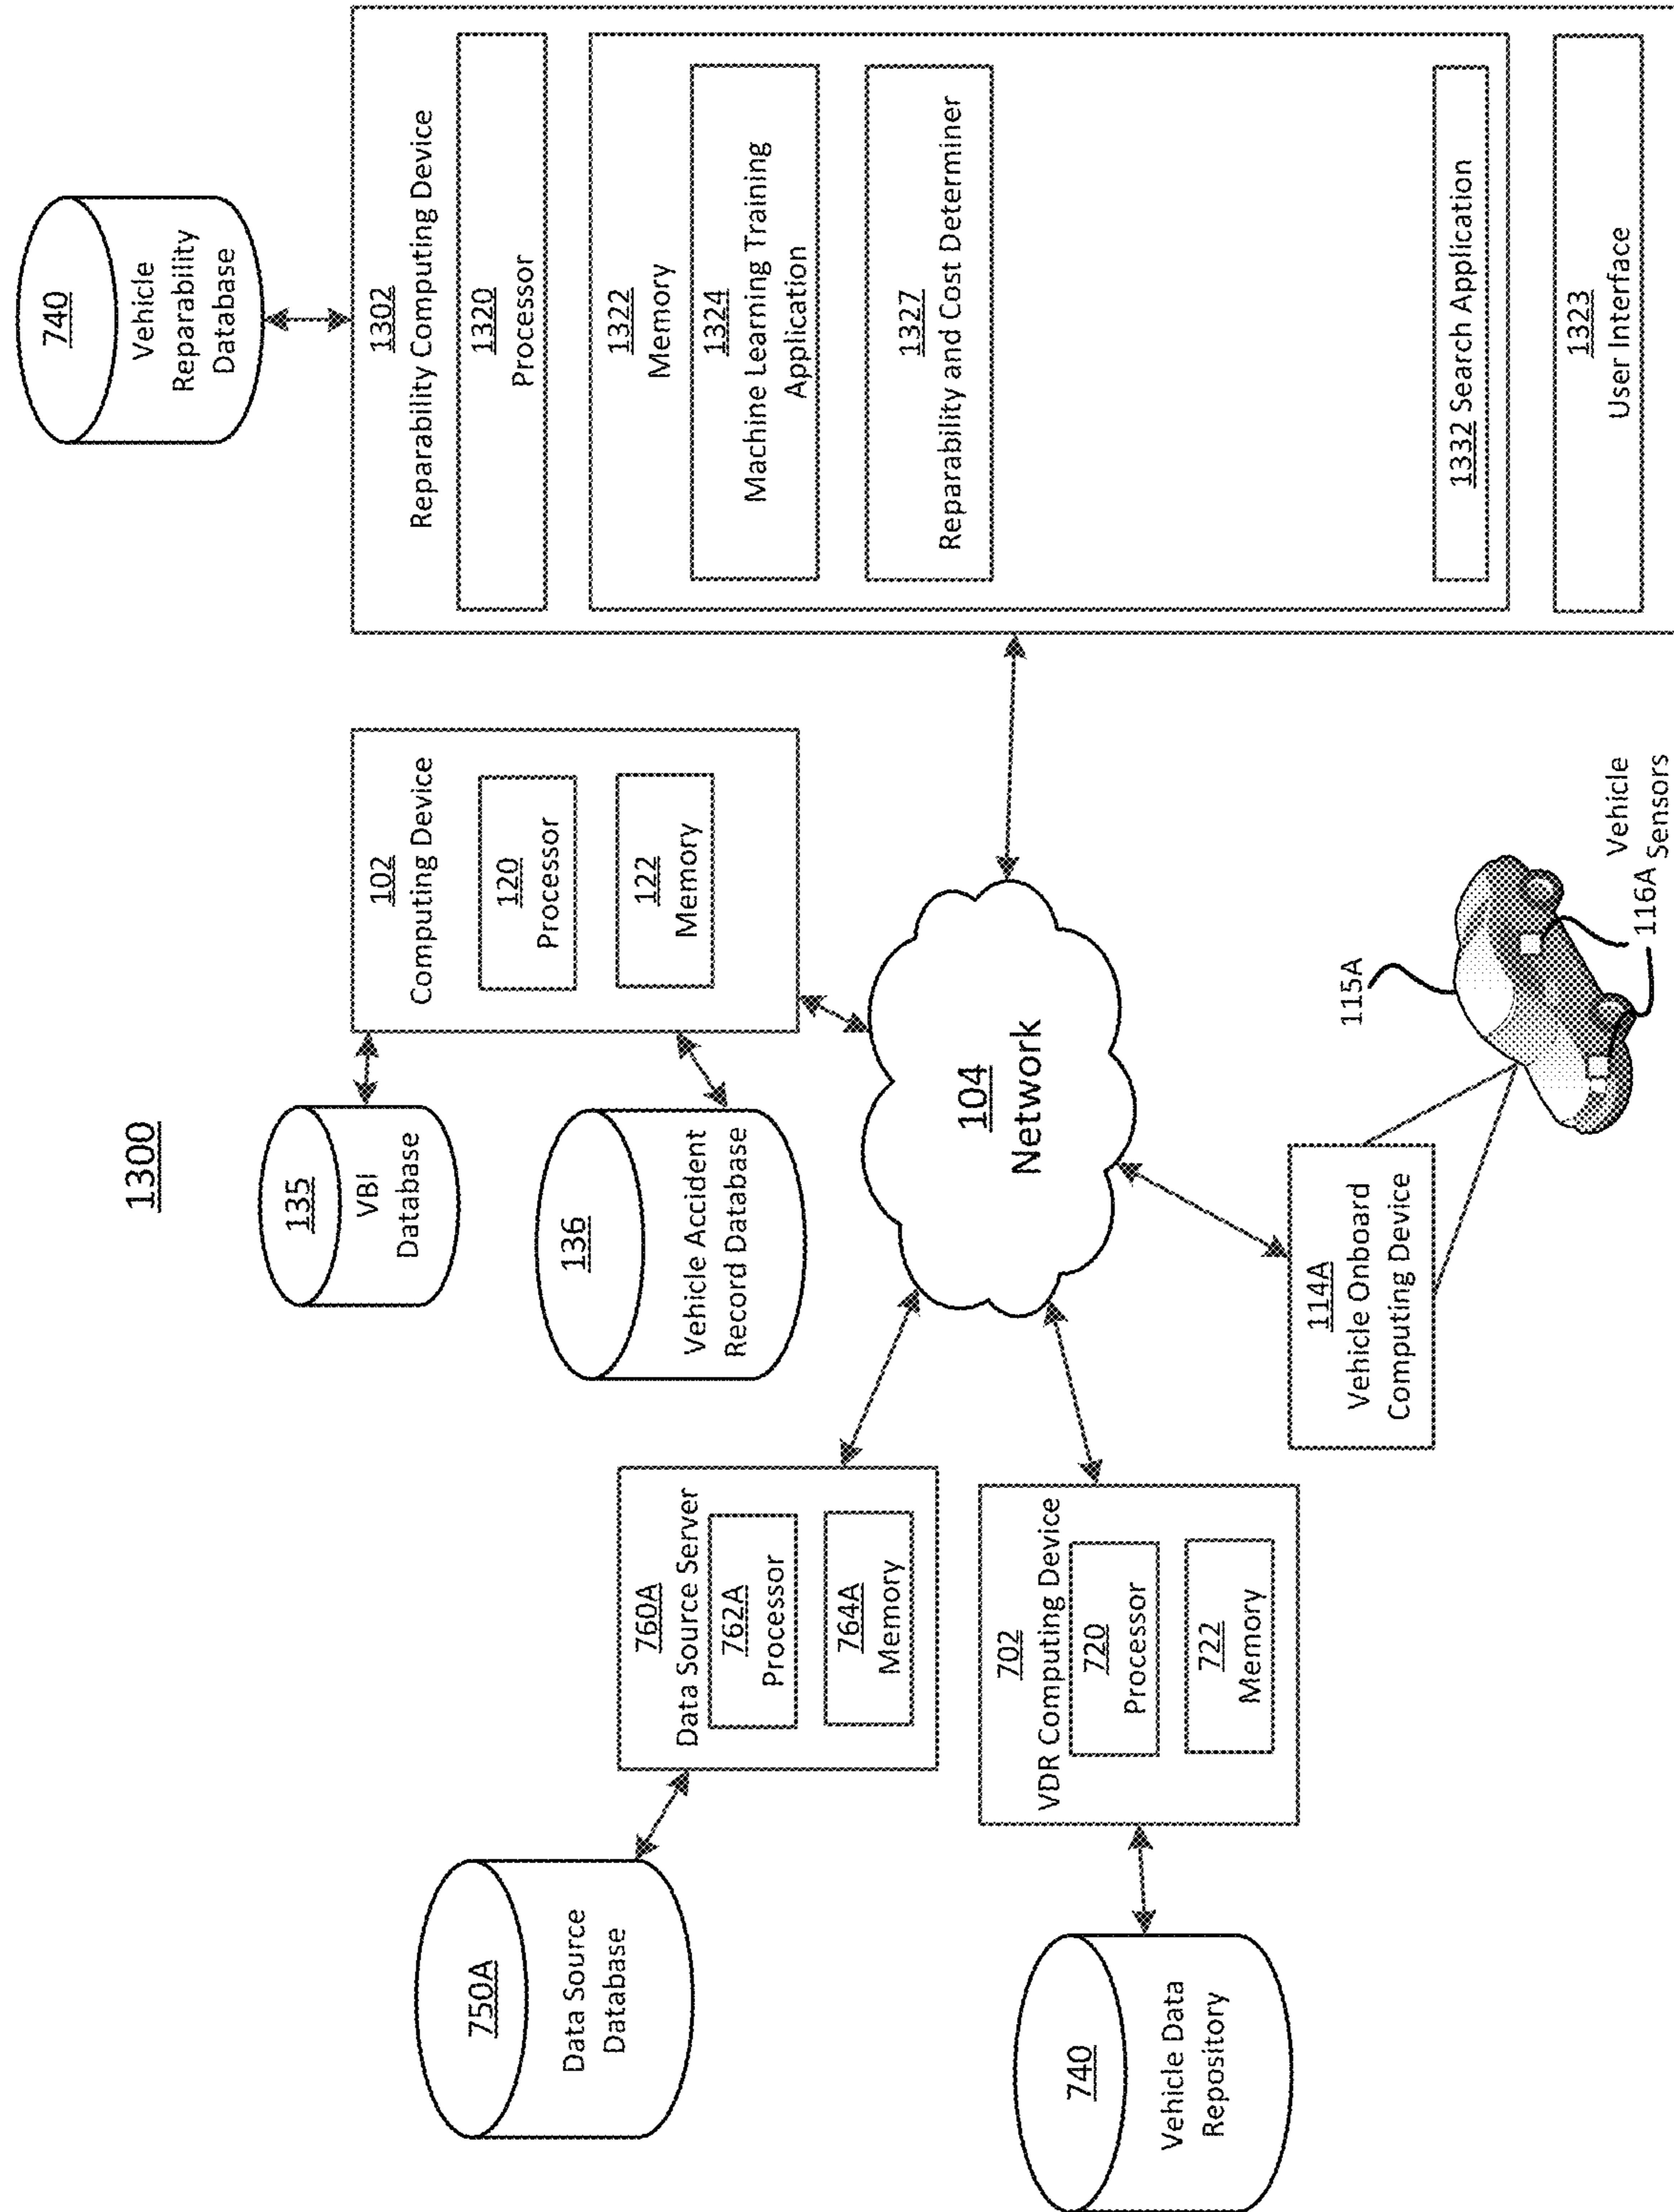 1300
740
Vehicle
Reparability
Database
135
VBI
Database
136
Vehicle Accident
Record Database
102
Computing Device
120
Processor
122
Memory
1302
Reparability Computing Device
1320
Processor
1322
Memory
1324
Machine Learning Training
Application
1327
Reparability and Cost Determiner
1332 Search Application
1323
User Interface
750A
Data Source
Database
760A
Data Source Server
762A
Processor
764A
Memory
104
Network
740
Vehicle Data
Repository
702
VDR Computing Device
720
Processor
722
Memory
114A
Vehicle Onboard
Computing Device
115A
Vehicle
116A Sensors